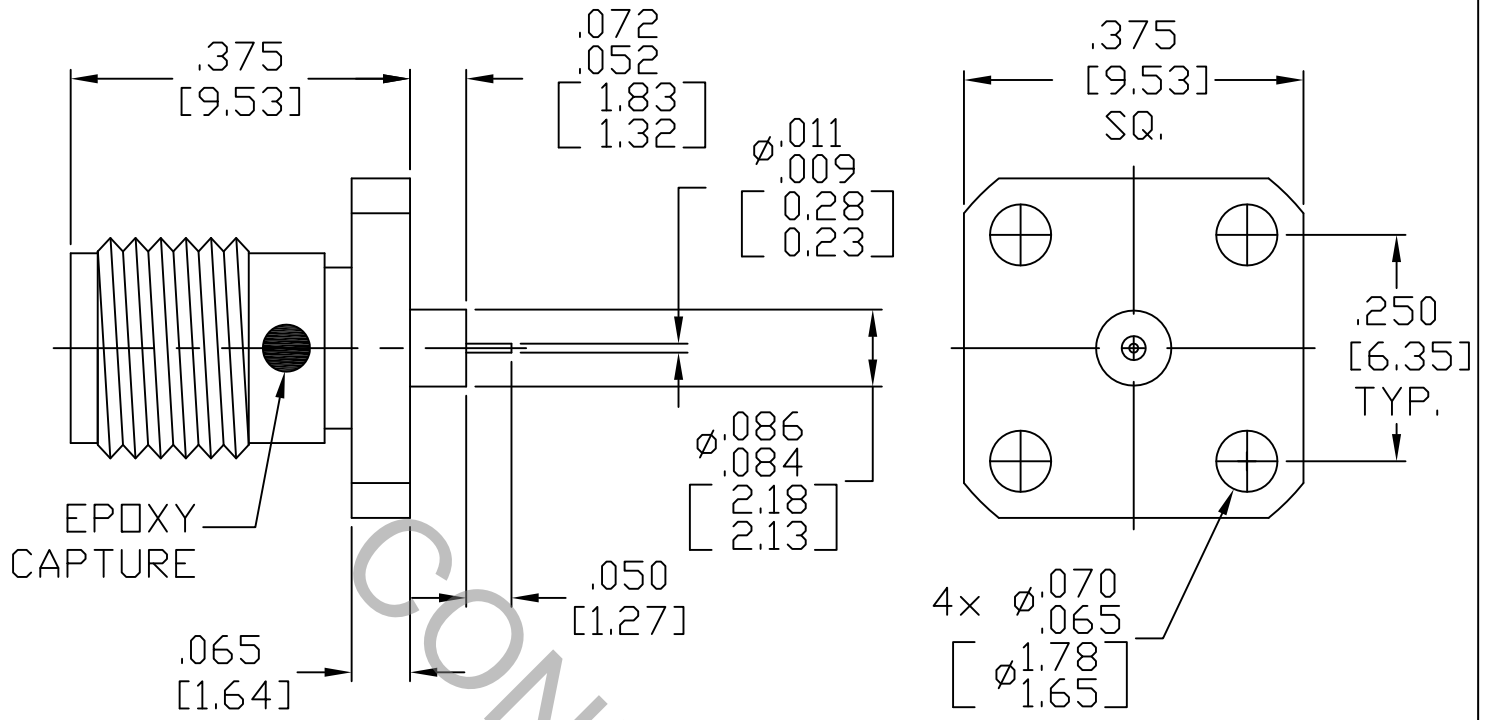 .375
[9.53]
.072
.052
[1.83
1.32]
ø.011
.009
[0.28
0.23]
ø.086
.084
[2.18
2.13]
EPOXY
CAPTURE
.050
[1.27]
.065
[1.64]
.375
[9.53]
SQ.
.250
[6.35]
TYP.
4x ø.070
.065
[ø1.78
1.65]
CON